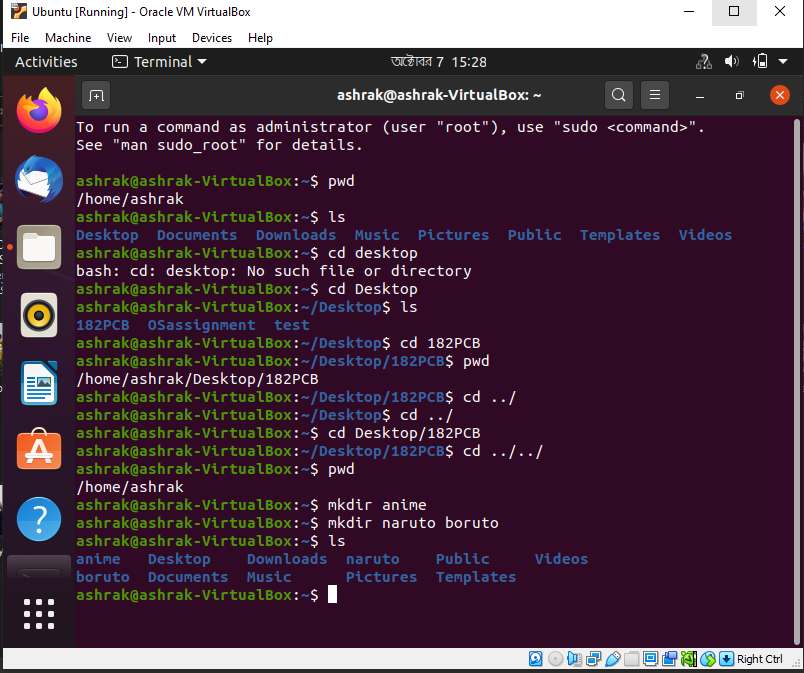 Ubuntu [Running] - Oracle VM VirtualBox
File Machine View Input Devices Help
Activities Terminal অক্টোবর 7 15:28
ashrak@ashrak-VirtualBox: ~
To run a command as administrator (user "root"), use "sudo <command>".
See "man sudo_root" for details.
ashrak@ashrak-VirtualBox:~$ pwd
/home/ashrak
ashrak@ashrak-VirtualBox:~$ ls
Desktop Documents Downloads Music Pictures Public Templates Videos
ashrak@ashrak-VirtualBox:~$ cd desktop
bash: cd: desktop: No such file or directory
ashrak@ashrak-VirtualBox:~$ cd Desktop
ashrak@ashrak-VirtualBox:~/Desktop$ ls
182PCB OSassignment test
ashrak@ashrak-VirtualBox:~/Desktop$ cd 182PCB
ashrak@ashrak-VirtualBox:~/Desktop/182PCB$ pwd
/home/ashrak/Desktop/182PCB
ashrak@ashrak-VirtualBox:~/Desktop/182PCB$ cd ../
ashrak@ashrak-VirtualBox:~/Desktop$ cd ../
ashrak@ashrak-VirtualBox:~$ cd Desktop/182PCB
ashrak@ashrak-VirtualBox:~/Desktop/182PCB$ cd ../../
ashrak@ashrak-VirtualBox:~$ pwd
/home/ashrak
ashrak@ashrak-VirtualBox:~$ mkdir anime
ashrak@ashrak-VirtualBox:~$ mkdir naruto boruto
ashrak@ashrak-VirtualBox:~$ ls
anime Desktop Downloads naruto Public Videos
boruto Documents Music Pictures Templates
ashrak@ashrak-VirtualBox:~$
Right Ctrl